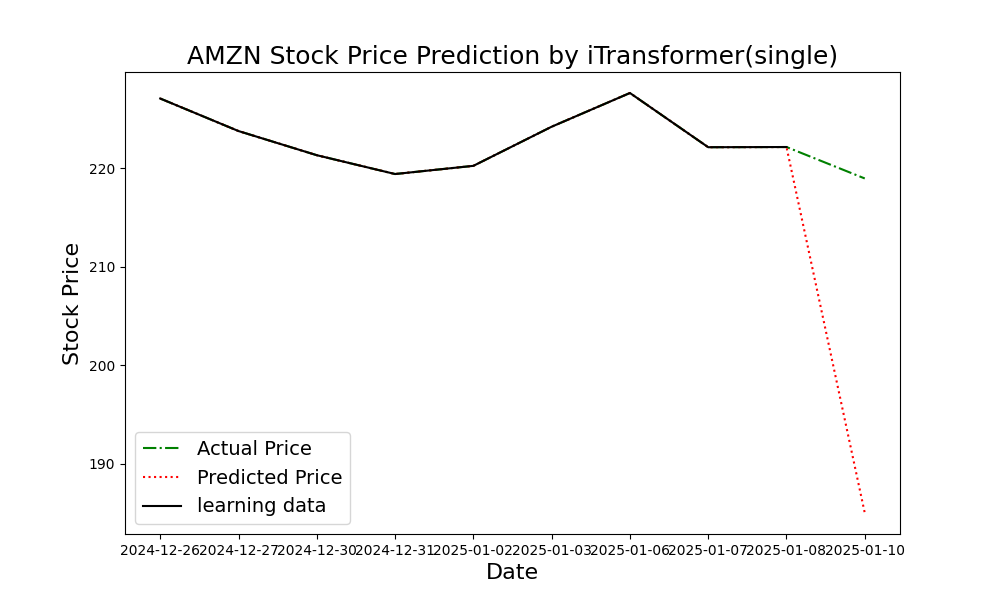 AMZN Stock Price Prediction by iTransformer(single)
Stock Price
220
210
200
190
Actual Price
Predicted Price
learning data
2024-12-26 2024-12-27 2024-12-30 2024-12-31 2025-01-02 2025-01-03 2025-01-06 2025-01-07 2025-01-08 2025-01-10
Date